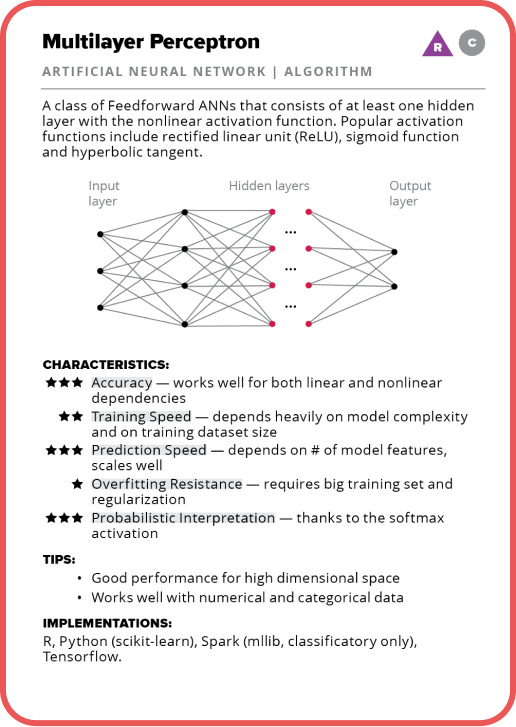 Multilayer Perceptron
R
C
ARTIFICIAL NEURAL NETWORK | ALGORITHM
A class of Feedforward ANNs that consists of at least one hidden
layer with the nonlinear activation function. Popular activation
functions include rectified linear unit (ReLU), sigmoid function
and hyperbolic tangent.
Input
layer
Hidden layers
Output
layer
...
...
...
CHARACTERISTICS:
★★★ Accuracy — works well for both linear and nonlinear
dependencies
★★ Training Speed — depends heavily on model complexity
and on training dataset size
★★★ Prediction Speed — depends on # of model features,
scales well
★ Overfitting Resistance — requires big training set and
regularization
★★★ Probabilistic Interpretation — thanks to the softmax
activation
TIPS:
• Good performance for high dimensional space
• Works well with numerical and categorical data
IMPLEMENTATIONS:
R, Python (scikit-learn), Spark (mllib, classificatory only),
Tensorflow.